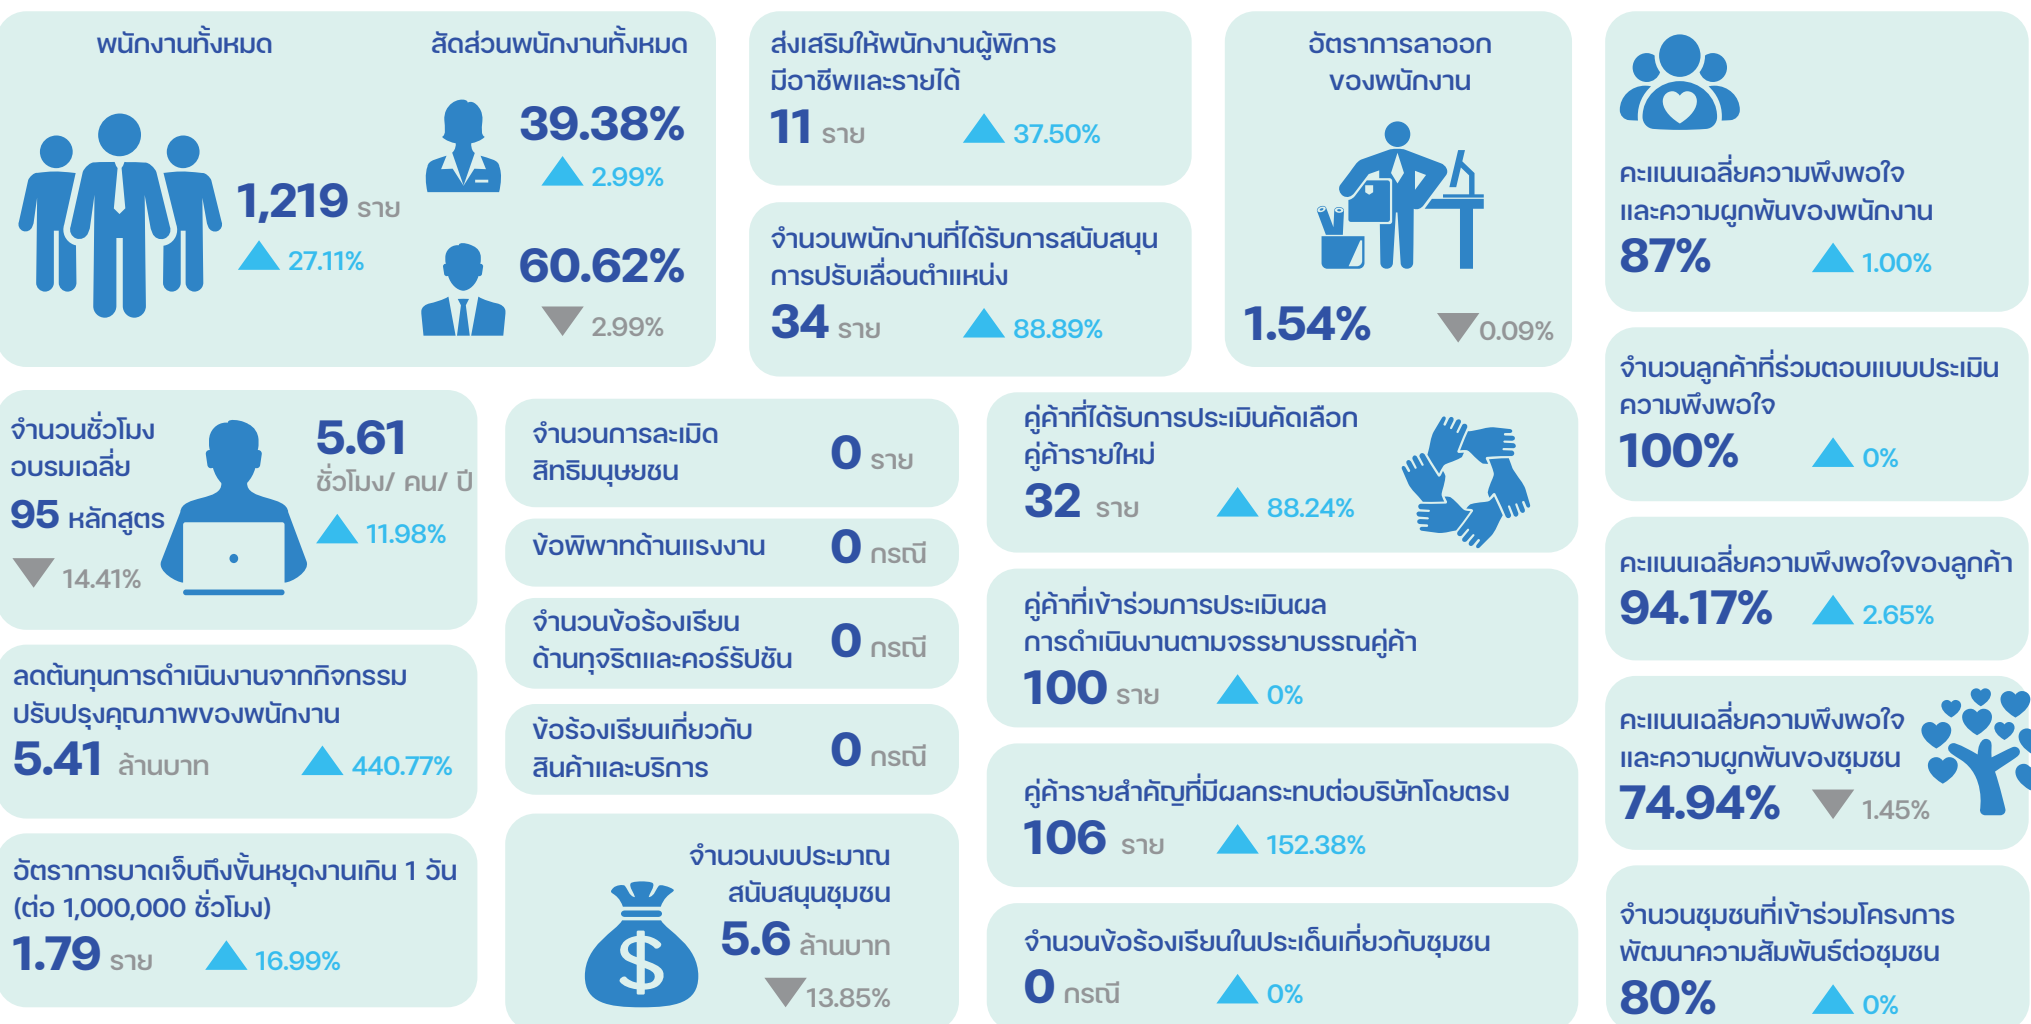 พนักงานทั้งหมด
1,219 ราย
27.11%
สัดส่วนพนักงานทั้งหมด
39.38%
2.99%
60.62%
2.99%
ส่งเสริมให้พนักงานผู้พิการ
มีอาชีพและรายได้
11 ราย
37.50%
จำนวนพนักงานที่ได้รับการสนับสนุน
การปรับเลื่อนตำแหน่ง
34 ราย
88.89%
อัตราการลาออก
ของพนักงาน
1.54%
0.09%
คะแนนเฉลี่ยความพึงพอใจ
และความผูกพันของพนักงาน
87%
1.00%
จำนวนลูกค้าที่ร่วมตอบแบบประเมิน
ความพึงพอใจ
100%
0%
คะแนนเฉลี่ยความพึงพอใจของลูกค้า
94.17%
2.65%
คะแนนเฉลี่ยความพึงพอใจ
และความผูกพันของชุมชน
74.94%
1.45%
จำนวนชุมชนที่เข้าร่วมโครงการ
พัฒนาความสัมพันธ์ต่อชุมชน
80%
0%
จำนวนชั่วโมง
อบรมเฉลี่ย
95 หลักสูตร
14.41%
5.61
ชั่วโมง/ คน/ ปี
11.98%
ลดต้นทุนการดำเนินงานจากกิจกรรม
ปรับปรุงคุณภาพของพนักงาน
5.41 ล้านบาท
440.77%
อัตราการบาดเจ็บถึงขั้นหยุดงานเกิน 1 วัน
(ต่อ 1,000,000 ชั่วโมง)
1.79 ราย
16.99%
จำนวนการละเมิด
สิทธิมนุษยชน
0 ราย
ข้อพิพาทด้านแรงงาน
0 กรณี
จำนวนข้อร้องเรียน
ด้านทุจริตและคอร์รัปชัน
0 กรณี
ข้อร้องเรียนเกี่ยวกับ
สินค้าและบริการ
0 กรณี
จำนวนงบประมาณ
สนับสนุนชุมชน
5.6 ล้านบาท
13.85%
คู่ค้าที่ได้รับการประเมินคัดเลือก
คู่ค้ารายใหม่
32 ราย
88.24%
คู่ค้าที่เข้าร่วมการประเมินผล
การดำเนินงานตามจรรยาบรรณคู่ค้า
100 ราย
0%
คู่ค้ารายสำคัญที่มีผลกระทบต่อบริษัทโดยตรง
106 ราย
152.38%
จำนวนข้อร้องเรียนในประเด็นเกี่ยวกับชุมชน
0 กรณี
0%